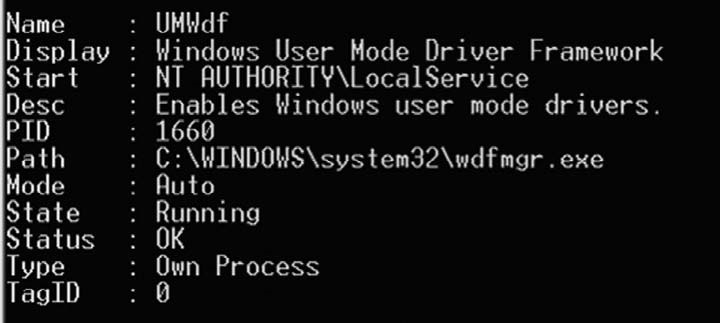 Name    : UMWdf
Display : Windows User Mode Driver Framework
Start   : NT AUTHORITY\LocalService
Desc    : Enables Windows user mode drivers.
PID     : 1660
Path    : C:\WINDOWS\system32\wdfmgr.exe
Mode    : Auto
State   : Running
Status  : OK
Type    : Own Process
TagID   : 0